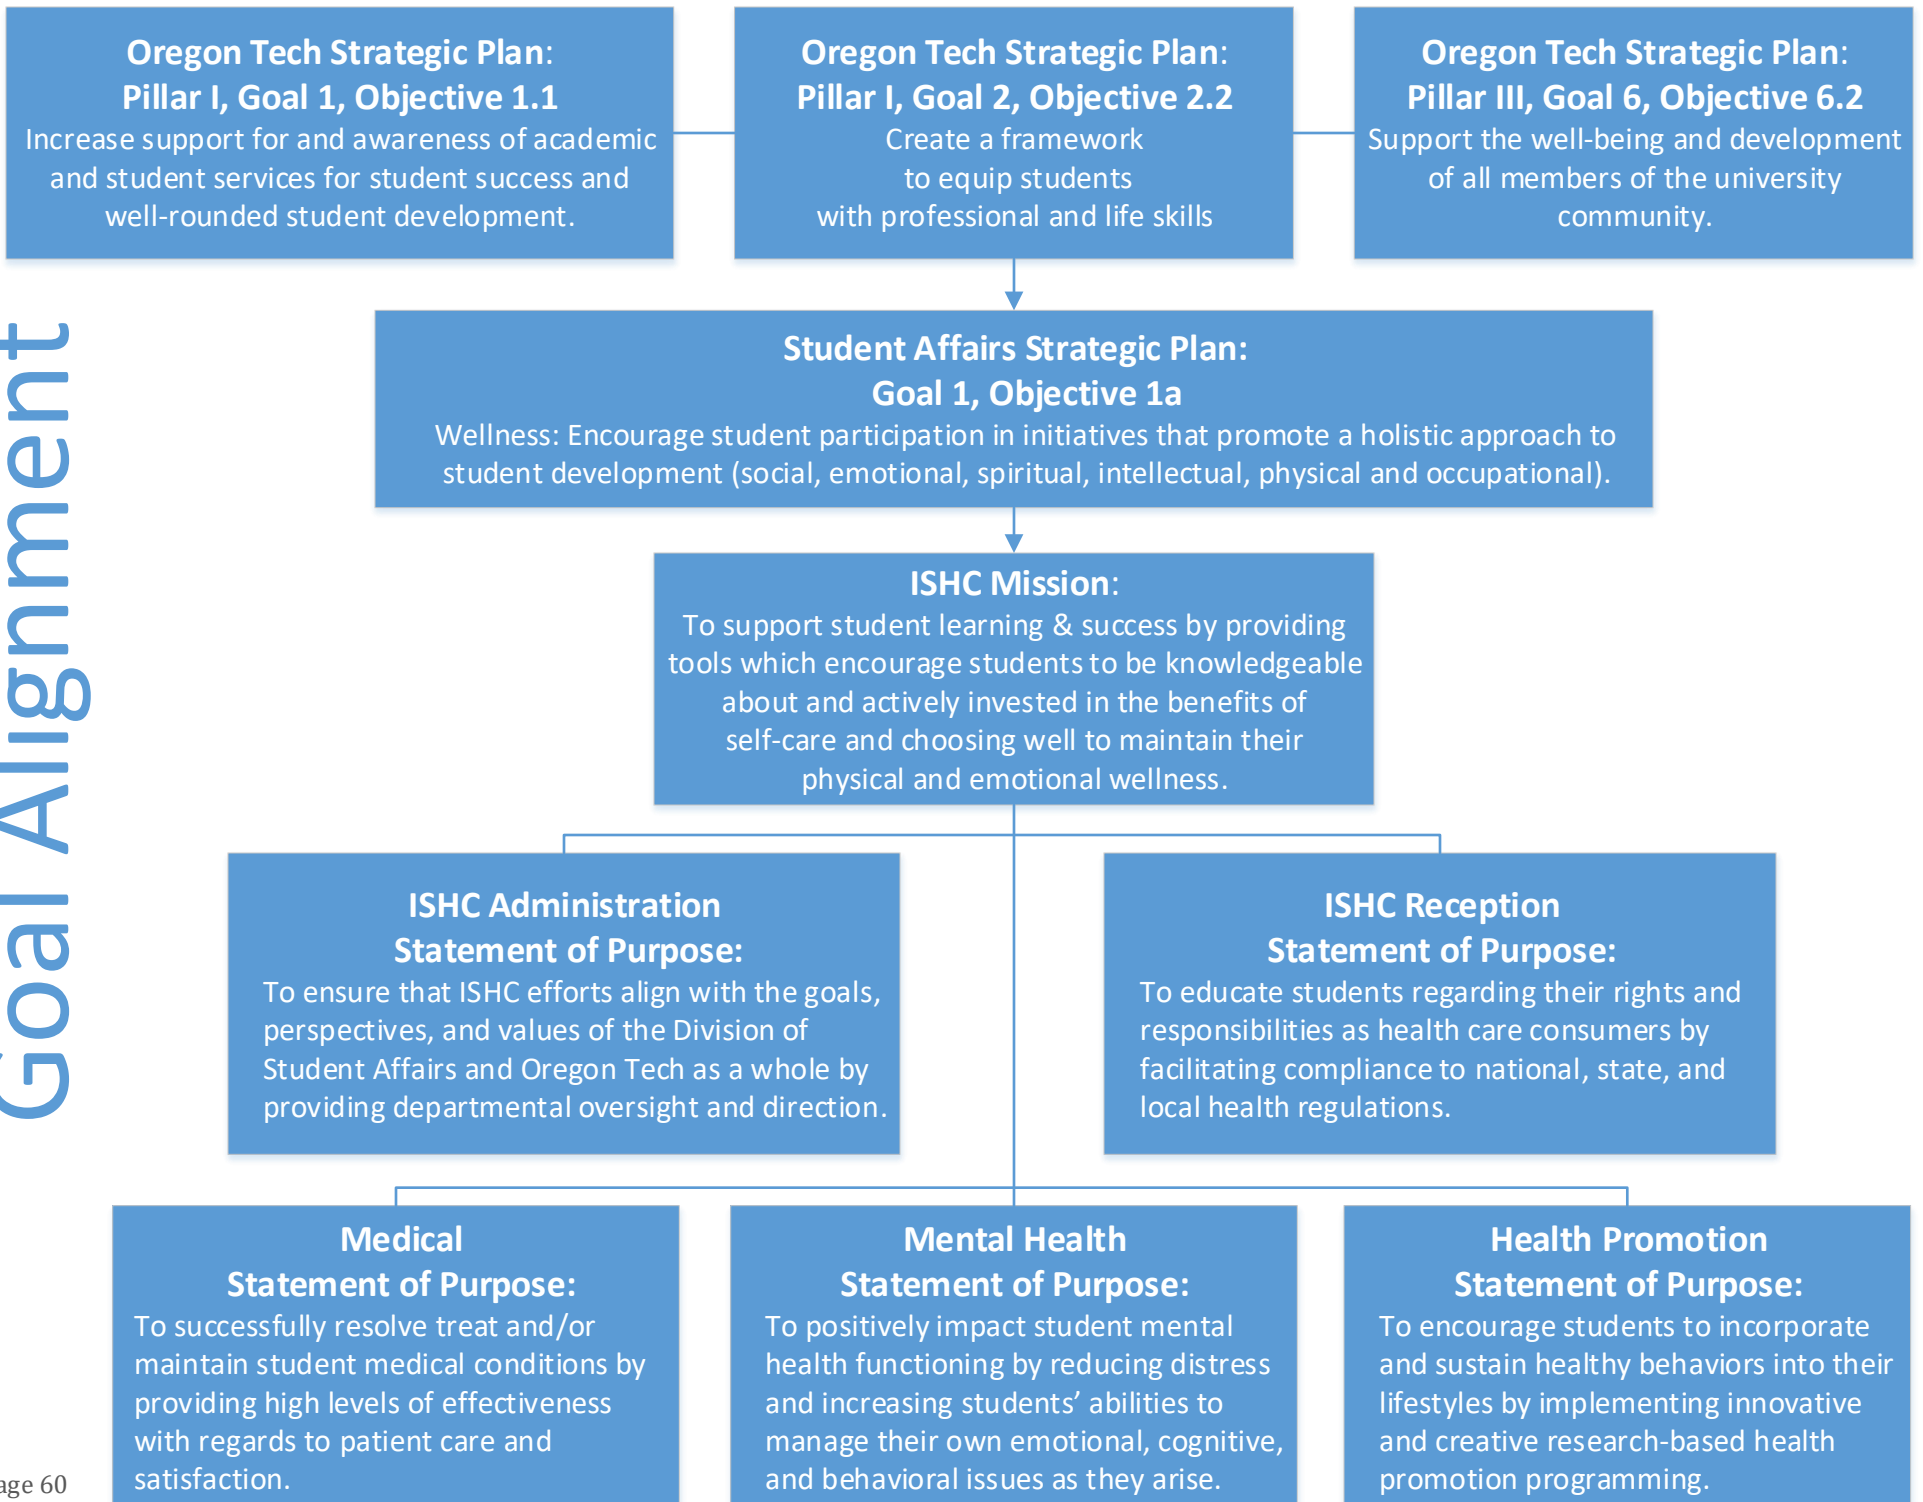 Oregon Tech Strategic Plan:
Pillar I, Goal 1, Objective 1.1
Increase support for and awareness of academic
and student services for student success and
well-rounded student development.
Oregon Tech Strategic Plan:
Pillar I, Goal 2, Objective 2.2
Create a framework
to equip students
with professional and life skills
Oregon Tech Strategic Plan:
Pillar III, Goal 6, Objective 6.2
Support the well-being and development
of all members of the university
community.
Goal Alignment
Student Affairs Strategic Plan:
Goal 1, Objective 1a
Wellness: Encourage student participation in initiatives that promote a holistic approach to
student development (social, emotional, spiritual, intellectual, physical and occupational).
ISHC Mission:
To support student learning & success by providing
tools which encourage students to be knowledgeable
about and actively invested in the benefits of
self-care and choosing well to maintain their
physical and emotional wellness.
ISHC Administration
Statement of Purpose:
To ensure that ISHC efforts align with the goals,
perspectives, and values of the Division of
Student Affairs and Oregon Tech as a whole by
providing departmental oversight and direction.
ISHC Reception
Statement of Purpose:
To educate students regarding their rights and
responsibilities as health care consumers by
facilitating compliance to national, state, and
local health regulations.
Medical
Statement of Purpose:
To successfully resolve treat and/or
maintain student medical conditions by
providing high levels of effectiveness
with regards to patient care and
satisfaction.
Mental Health
Statement of Purpose:
To positively impact student mental
health functioning by reducing distress
and increasing students’ abilities to
manage their own emotional, cognitive,
and behavioral issues as they arise.
Health Promotion
Statement of Purpose:
To encourage students to incorporate
and sustain healthy behaviors into their
lifestyles by implementing innovative
and creative research-based health
promotion programming.
age 60